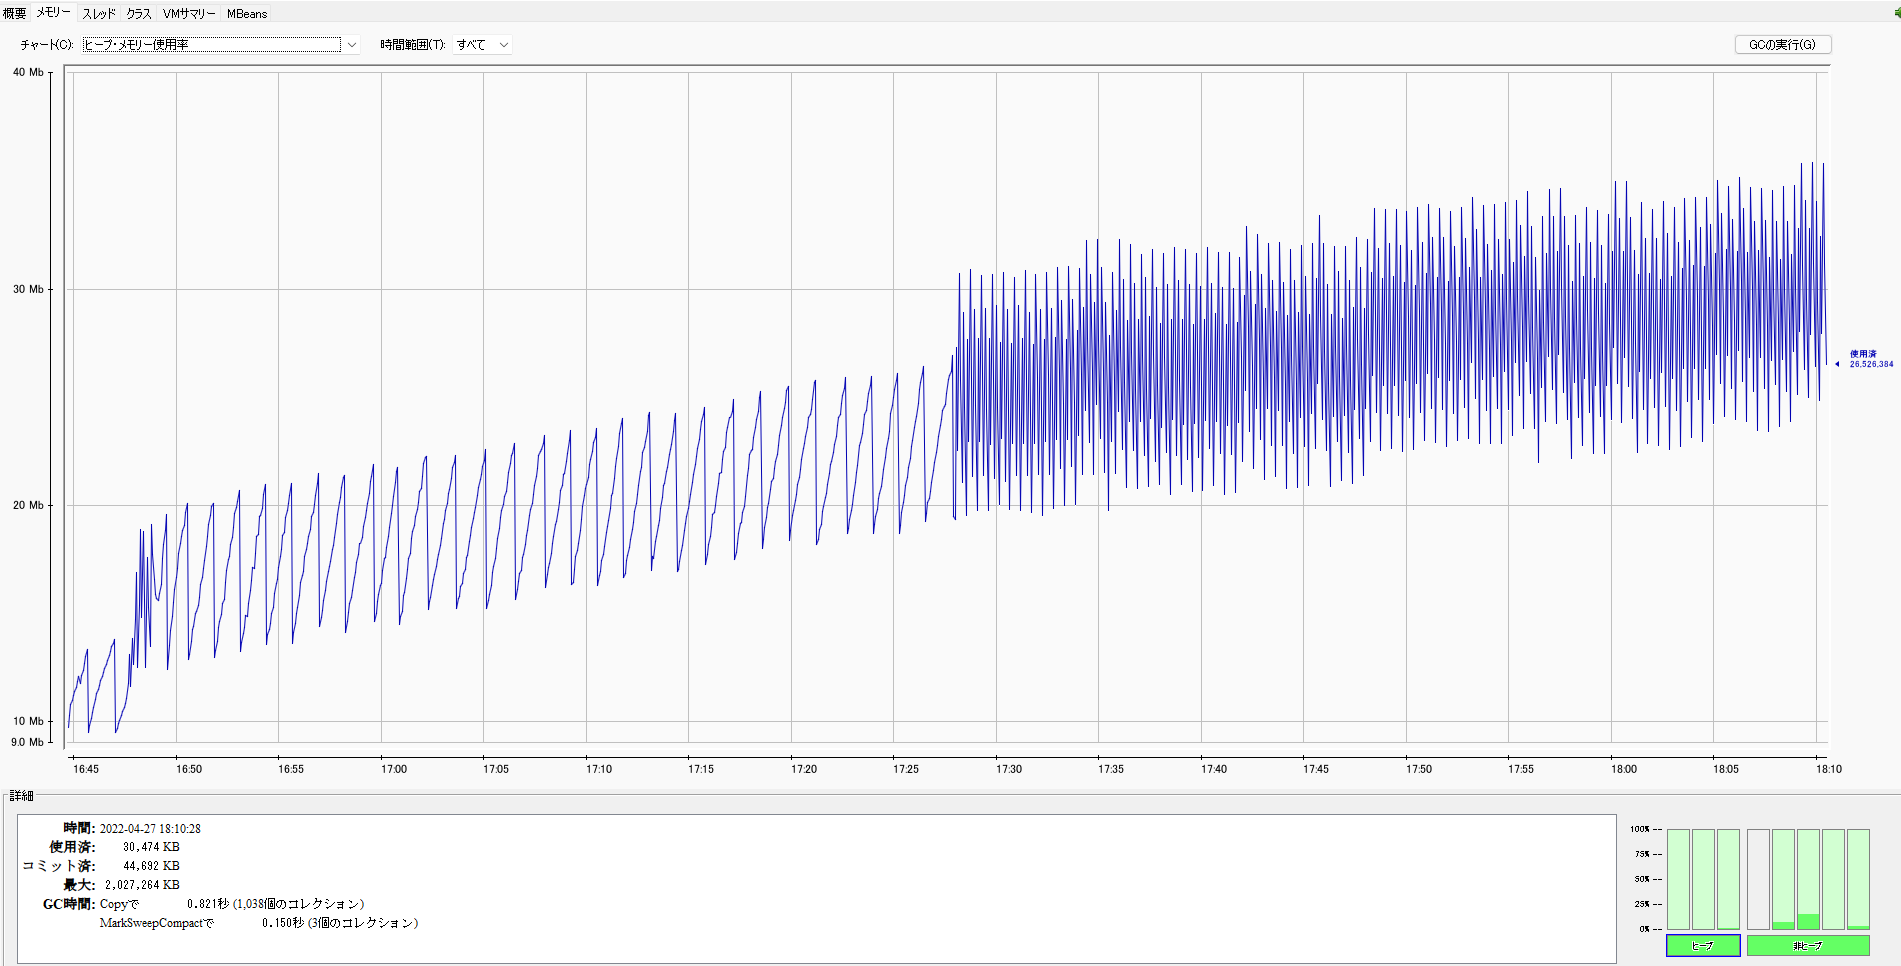 概要 メモリー スレッド クラス VMサマリー MBeans
チャート(C): ヒープ・メモリー使用率 時間範囲(T): すべて GCの実行(G)
40 Mb
30 Mb
20 Mb
10 Mb
9.0 Mb
使用済
26,526,384
16:45 16:50 16:55 17:00 17:05 17:10 17:15 17:20 17:25 17:30 17:35 17:40 17:45 17:50 17:55 18:00 18:05 18:10
詳細
時間: 2022-04-27 18:10:28
使用済: 30,474 KB
コミット済: 44,692 KB
最大: 2,027,264 KB
GC時間: Copyで 0.821秒 (1,038個のコレクション)
MarkSweepCompactで 0.150秒 (3個のコレクション)
100% --
75% --
50% --
25% --
0% --
ヒープ 非ヒープ